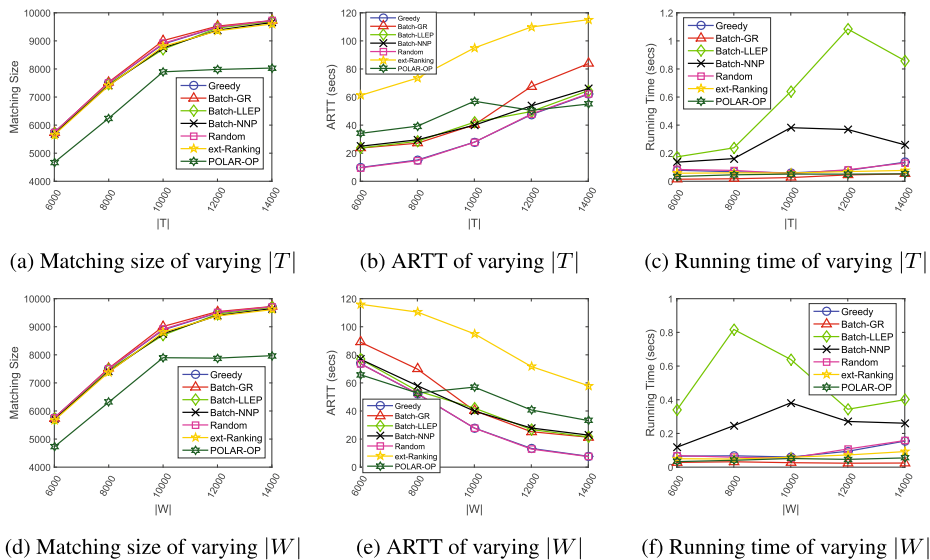 10000
9000
8000
7000
6000
5000
4000
Matching Size
6000
8000
10000
12000
14000
|T|
Greedy
Batch-GR
Batch-LLEP
Batch-NNP
Random
ext-Ranking
POLAR-OP
(a) Matching size of varying |T|
120
100
80
60
40
20
0
ARTT (secs)
6000
8000
10000
12000
14000
|T|
Greedy
Batch-GR
Batch-LLEP
Batch-NNP
Random
ext-Ranking
POLAR-OP
(b) ARTT of varying |T|
1.2
1
0.8
0.6
0.4
0.2
0
Running Time (secs)
6000
8000
10000
12000
14000
|T|
Greedy
Batch-GR
Batch-LLEP
Batch-NNP
Random
ext-Ranking
POLAR-OP
(c) Running time of varying |T|
10000
9000
8000
7000
6000
5000
4000
Matching Size
6000
8000
10000
12000
14000
|W|
Greedy
Batch-GR
Batch-LLEP
Batch-NNP
Random
ext-Ranking
POLAR-OP
(d) Matching size of varying |W|
120
100
80
60
40
20
0
ARTT (secs)
6000
8000
10000
12000
14000
|W|
Greedy
Batch-GR
Batch-LLEP
Batch-NNP
Random
ext-Ranking
POLAR-OP
(e) ARTT of varying |W|
1
0.8
0.6
0.4
0.2
0
Running Time (secs)
6000
8000
10000
12000
14000
|W|
Greedy
Batch-GR
Batch-LLEP
Batch-NNP
Random
ext-Ranking
POLAR-OP
(f) Running time of varying |W|